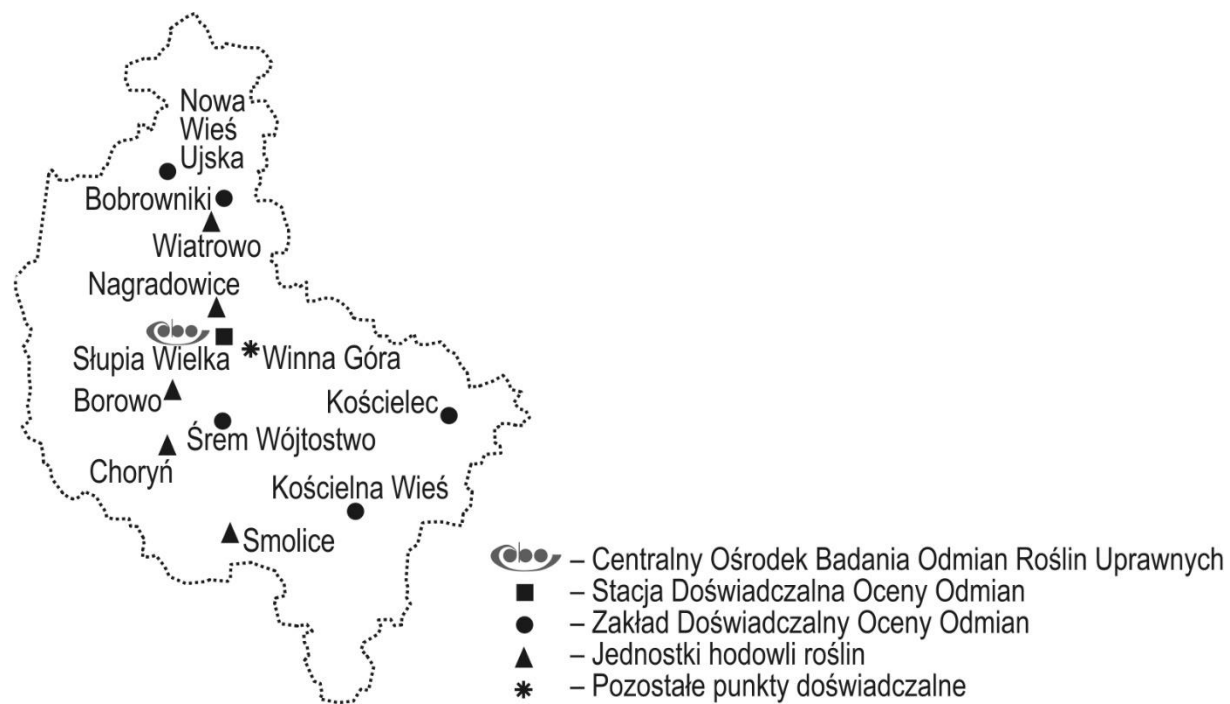 Nowa
Wieś
Ujska
Bobrowniki
Wiatrowo
Nagradowice
Słupia Wielka
Winna Góra
Borowo
Kościelec
Śrem Wójtostwo
Choryń
Kościelna Wieś
Smolice
– Centralny Ośrodek Badania Odmian Roślin Uprawnych
– Stacja Doświadczalna Oceny Odmian
– Zakład Doświadczalny Oceny Odmian
– Jednostki hodowli roślin
– Pozostałe punkty doświadczalne